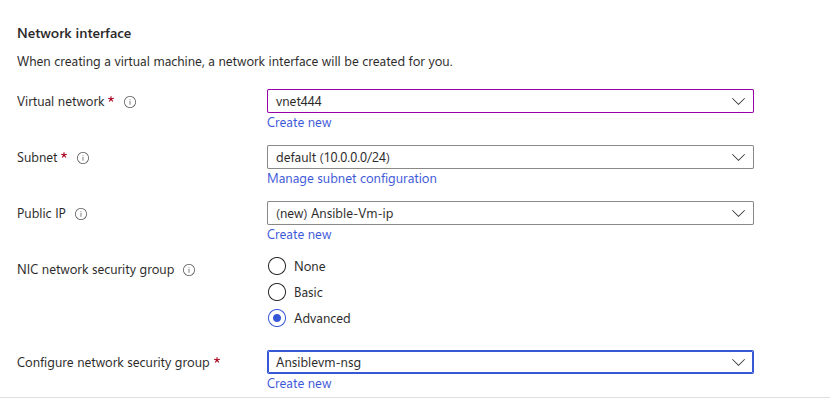 Network interface
When creating a virtual machine, a network interface will be created for you.
Virtual network *
vnet444
Create new
Subnet *
default (10.0.0.0/24)
Manage subnet configuration
Public IP
(new) Ansible-Vm-ip
Create new
NIC network security group
None
Basic
Advanced
Configure network security group *
Ansiblevm-nsg
Create new